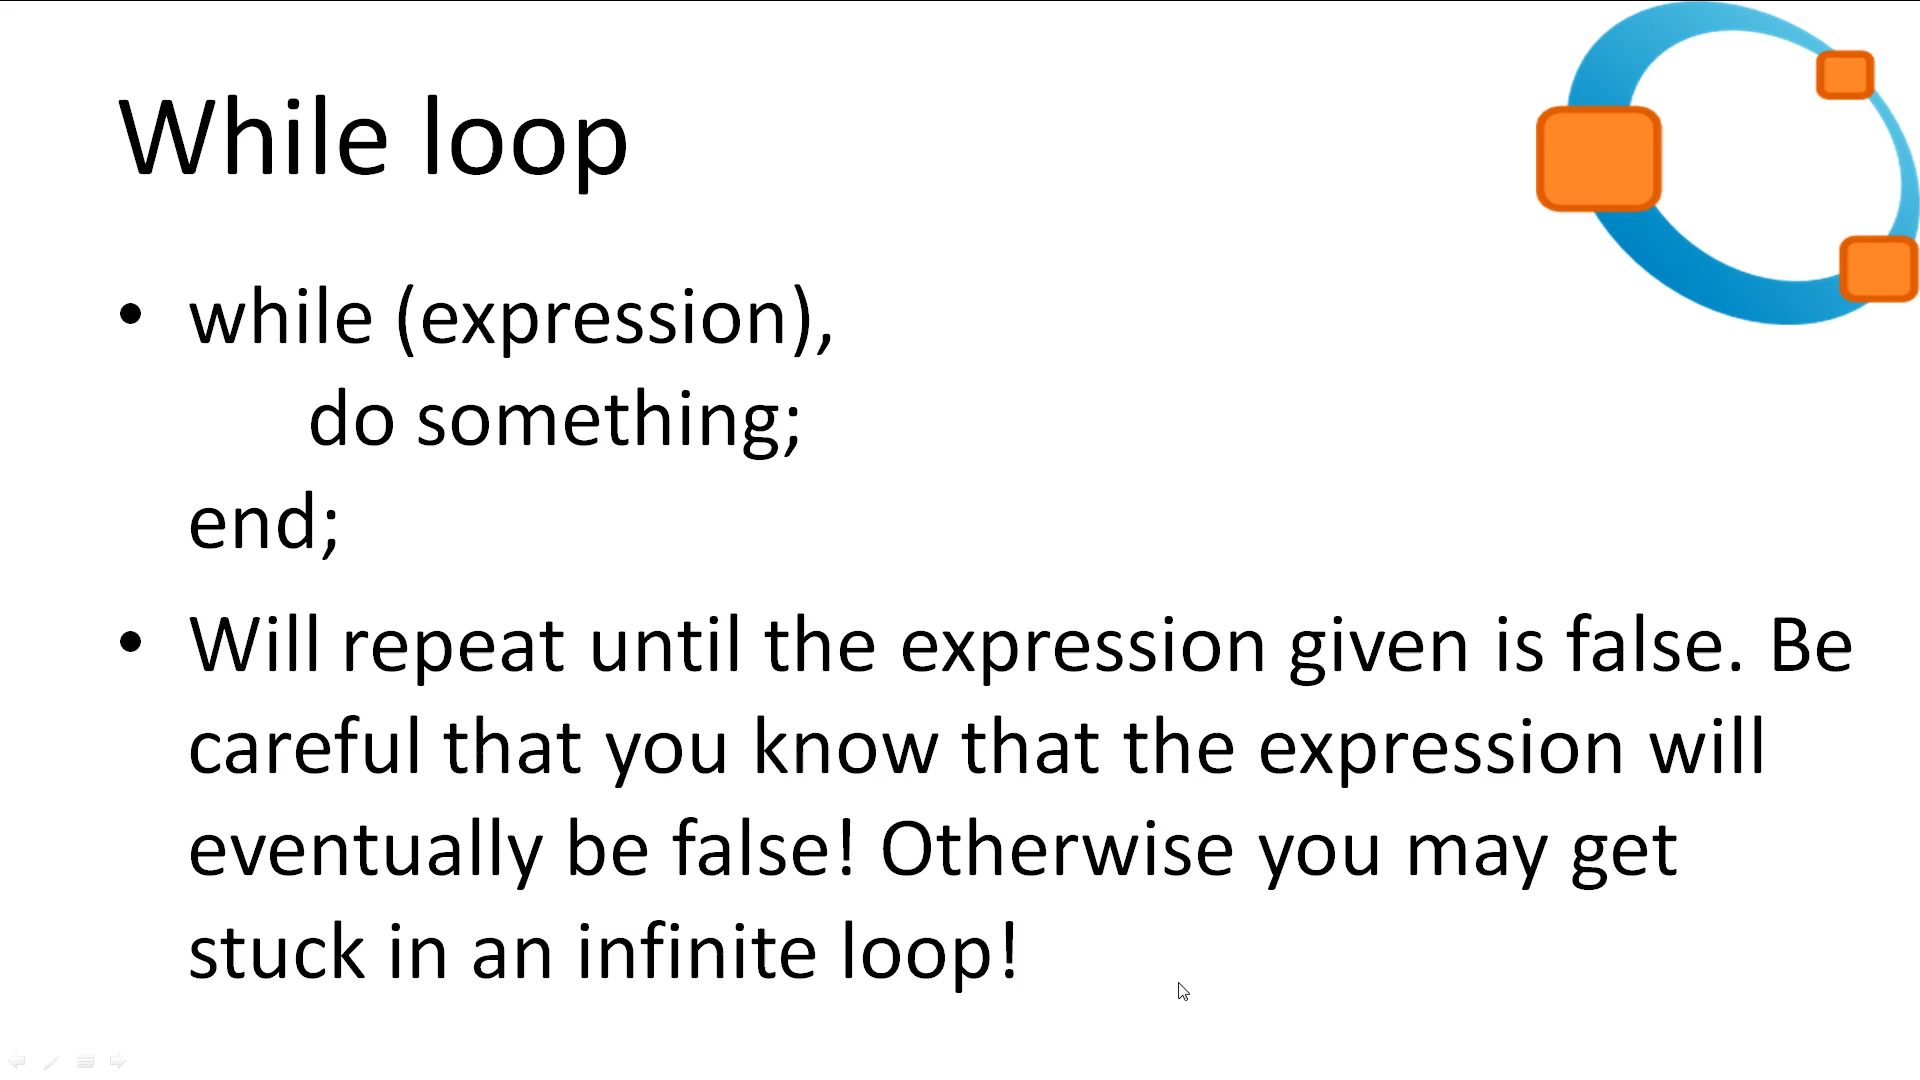 While loop
• while (expression),
do something;
end;
• Will repeat until the expression given is false. Be
careful that you know that the expression will
eventually be false! Otherwise you may get
stuck in an infinite loop!